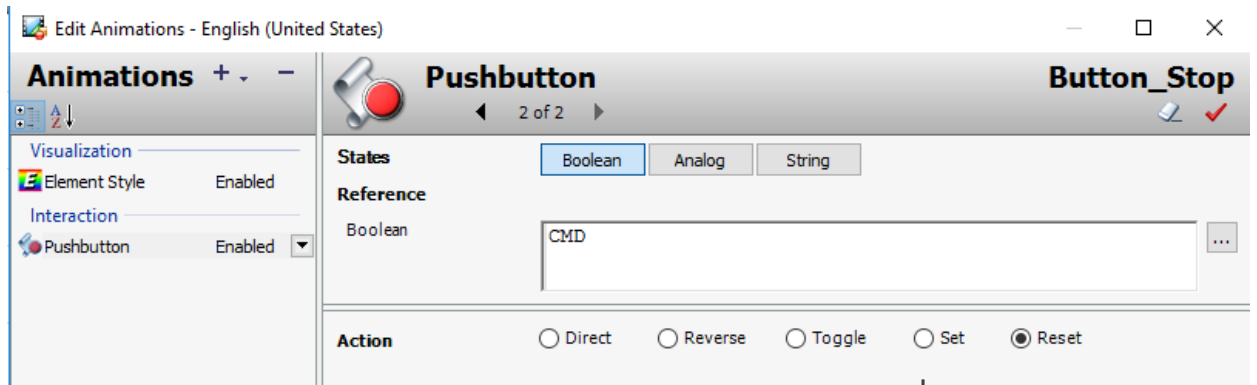 Edit Animations - English (United States)
Animations
Pushbutton
Button_Stop
2 of 2
A
Z
Visualization
Element Style Enabled
Interaction
Pushbutton Enabled
States Boolean Analog String
Reference
Boolean CMD
...
Action Direct Reverse Toggle Set Reset